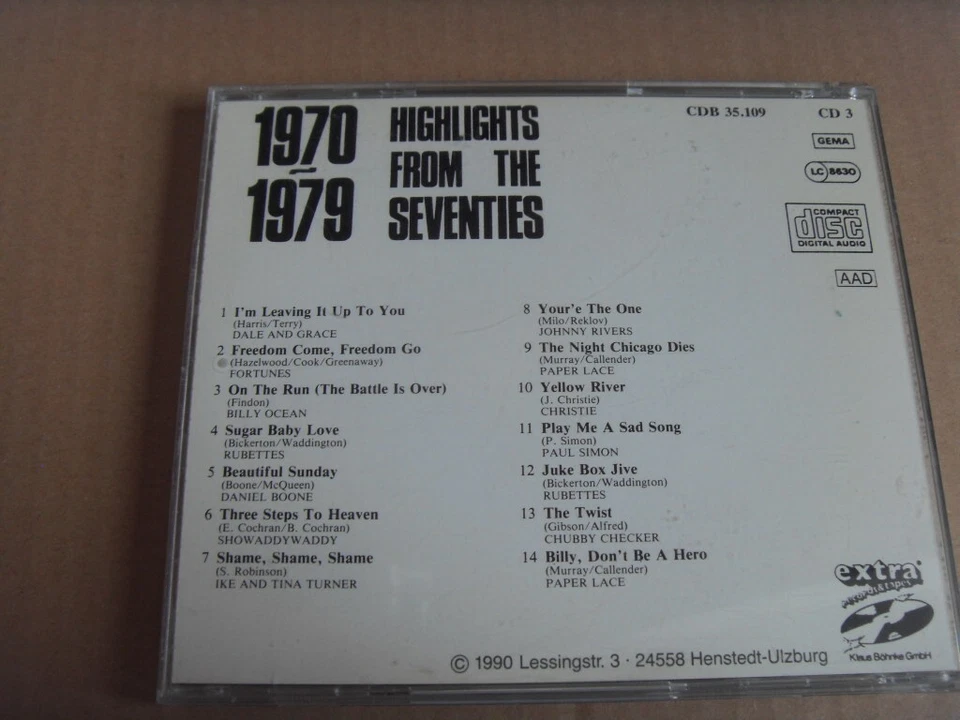 1970
-
1979
HIGHLIGHTS
FROM THE
SEVENTIES
CDB 35.109 CD 3
GEMA
LC 8630
COMPACT
disc
DIGITAL AUDIO
AAD
1 I'm Leaving It Up To You
(Harris/Terry)
DALE AND GRACE
2 Freedom Come, Freedom Go
(Hazelwood/Cook/Greenaway)
FORTUNES
3 On The Run (The Battle Is Over)
(Findon)
BILLY OCEAN
4 Sugar Baby Love
(Bickerton/Waddington)
RUBETTES
5 Beautiful Sunday
(Boone/McQueen)
DANIEL BOONE
6 Three Steps To Heaven
(E. Cochran/B. Cochran)
SHOWADDYWADDY
7 Shame, Shame, Shame
(S. Robinson)
IKE AND TINA TURNER
8 Your'e The One
(Milo/Reklov)
JOHNNY RIVERS
9 The Night Chicago Dies
(Murray/Callender)
PAPER LACE
10 Yellow River
(J. Christie)
CHRISTIE
11 Play Me A Sad Song
(P. Simon)
PAUL SIMON
12 Juke Box Jive
(Bickerton/Waddington)
RUBETTES
13 The Twist
(Gibson/Alfred)
CHUBBY CHECKER
14 Billy, Don't Be A Hero
(Murray/Callender)
PAPER LACE
extra
records & tapes
Klaus Böhnke GmbH
© 1990 Lessingstr. 3 · 24558 Henstedt-Ulzburg